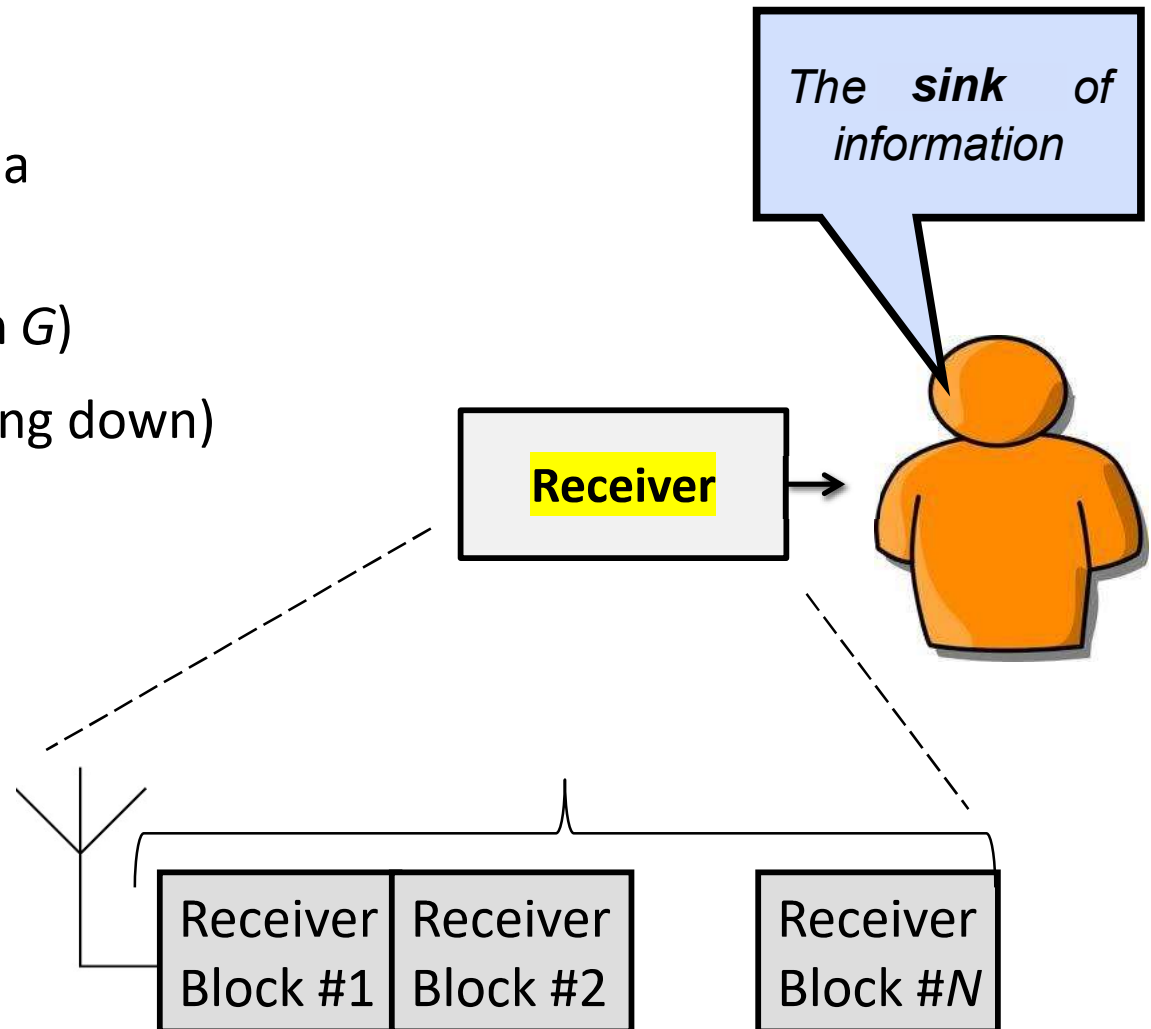 The sink of
information
a
G)
ng down)
Receiver
Receiver
Block #1
Receiver
Block #2
Receiver
Block #N